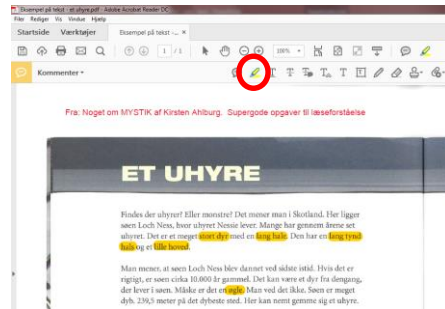 Eksempel på tekst - et uhyre.pdf - Adobe Acrobat Reader DC
Filer Rediger Vis Vindue Hjælp
Startside Værktøjer Eksempel på tekst -... ×
1 / 1
Kommenter
Fra: Noget om MYSTIK af Kirsten Ahlburg. Supergode opgaver til læseforståelse
ET UHYRE
Findes der uhyrer? Eller monstre? Det mener man i Skotland. Her ligger
søen Loch Ness, hvor uhyret Nessie lever. Mange har gennem årene set
uhyret. Det er et meget stort dyr med en lang hale. Den har en lang tynd
hals og et lille hoved.
Man mener, at søen Loch Ness blev dannet ved sidste istid. Hvis det er
rigtigt, er søen cirka 10.000 år gammel. Det kan være et dyr fra dengang,
der lever i søen. Måske er det en øgle. Man ved det ikke. Søen er meget
dyb. 239,5 meter på det dybeste sted. Her kan nemt gemme sig et uhyre.